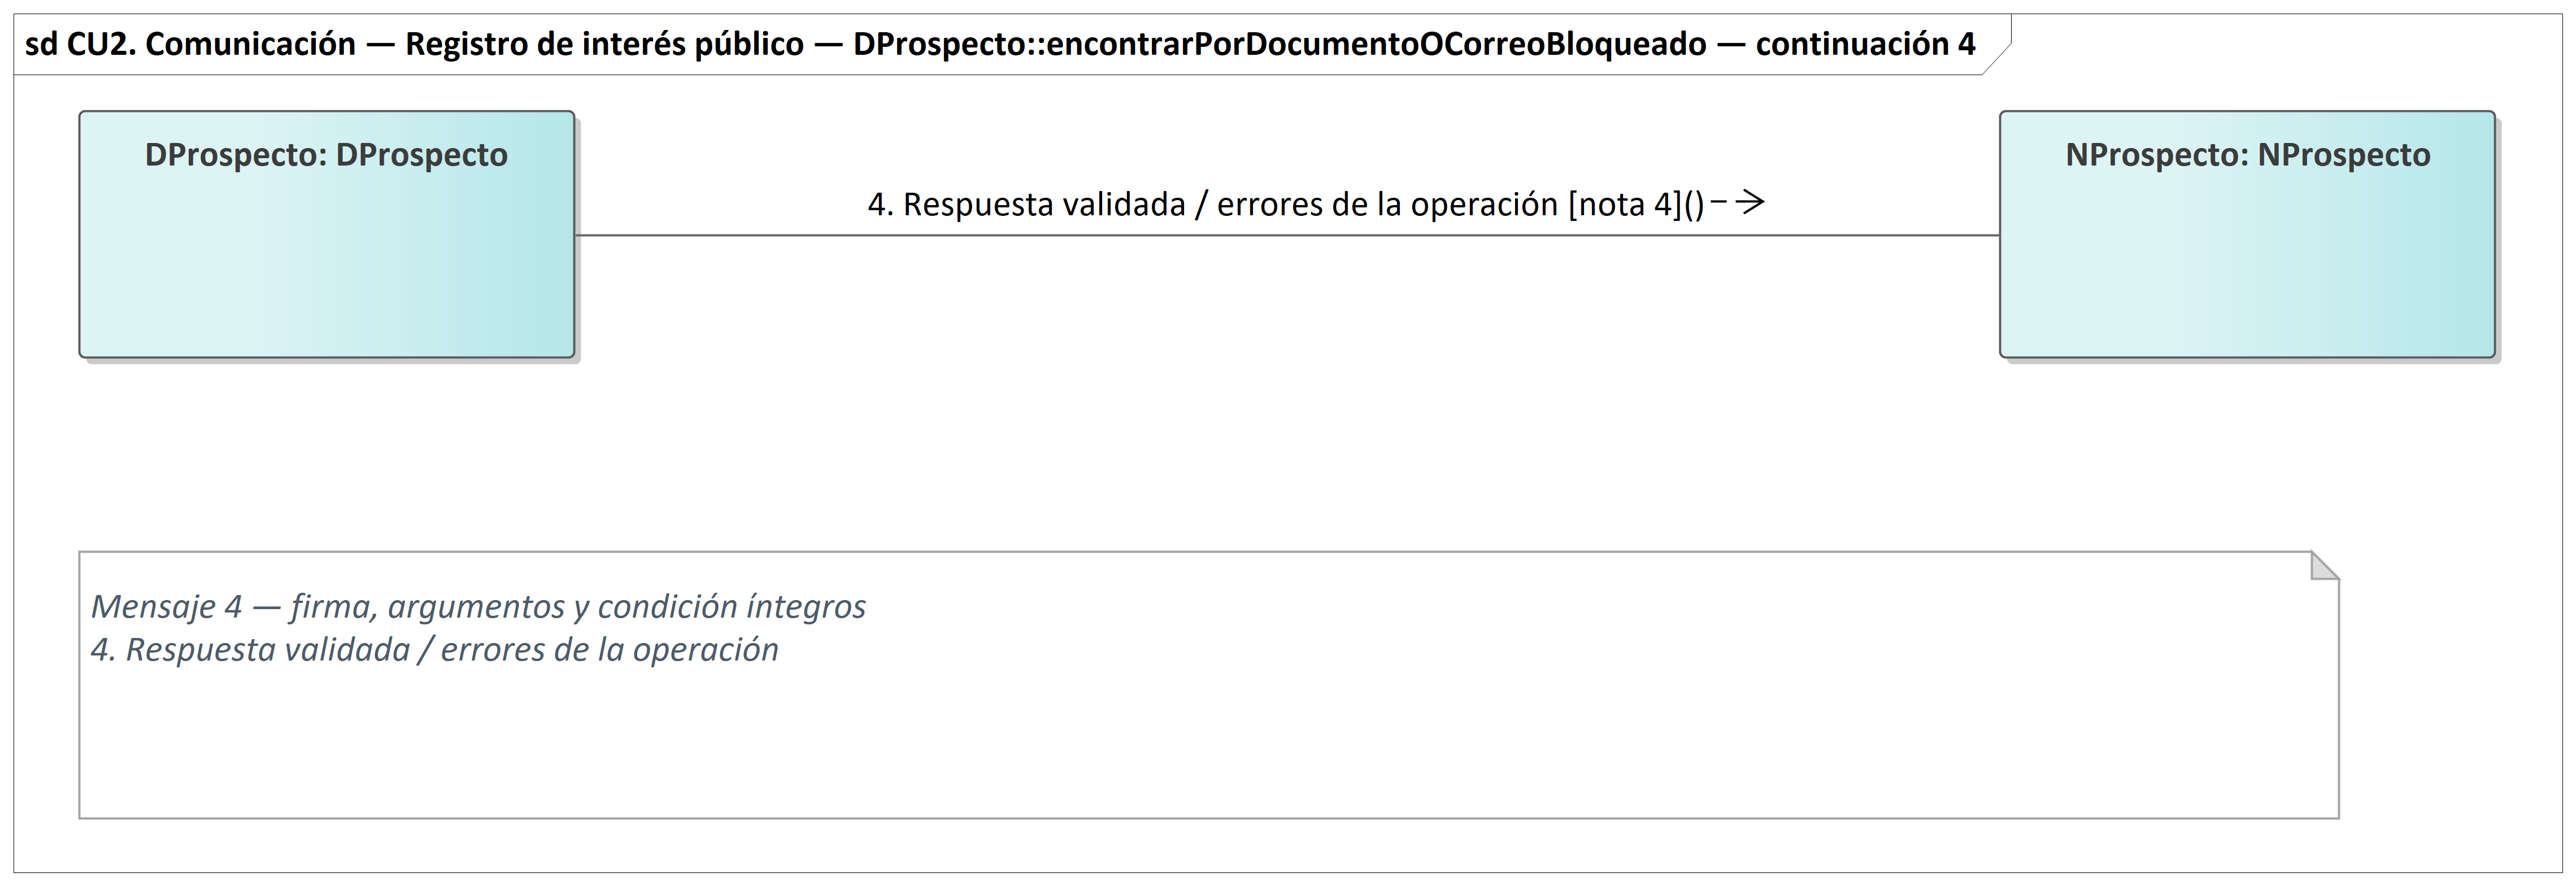 sd CU2. Comunicación — Registro de interés público — DProspecto::encontrarPorDocumentoOCorreoBloqueado — continuación 4
DProspecto: DProspecto
NProspecto: NProspecto
4. Respuesta validada / errores de la operación [nota 4]()
Mensaje 4 — firma, argumentos y condición íntegros
4. Respuesta validada / errores de la operación